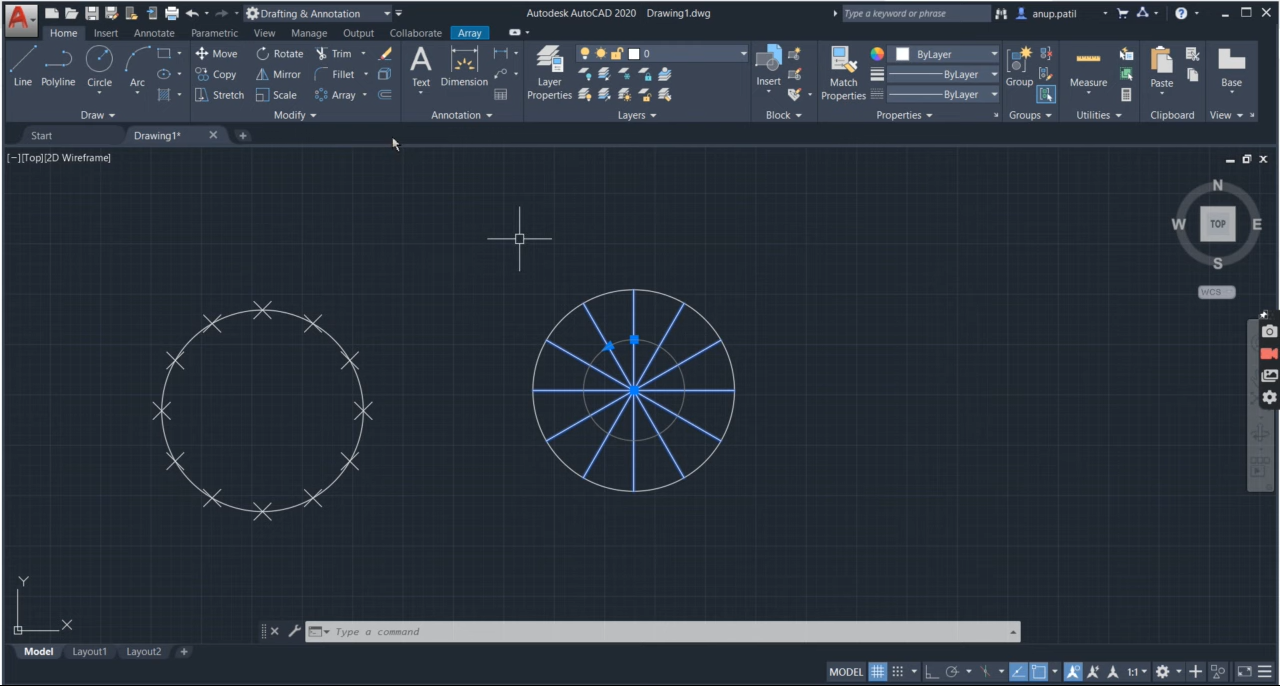 A Drafting & Annotation Autodesk AutoCAD 2020 Drawing1.dwg Type a keyword or phrase anup.patil ?
Home Insert Annotate Parametric View Manage Output Collaborate Array
Line Polyline Circle Arc Move Rotate Trim Text Dimension Layer Properties 0 Insert Match Properties ByLayer Group Measure Paste Base
Copy Mirror Fillet ByLayer
Stretch Scale Array ByLayer
Draw Modify Annotation Layers Block Properties Groups Utilities Clipboard View
Start Drawing1* +
[−][Top][2D Wireframe]
N
W TOP E
S
WCS
Y
X
Type a command
Model Layout1 Layout2 +
MODEL 1:1